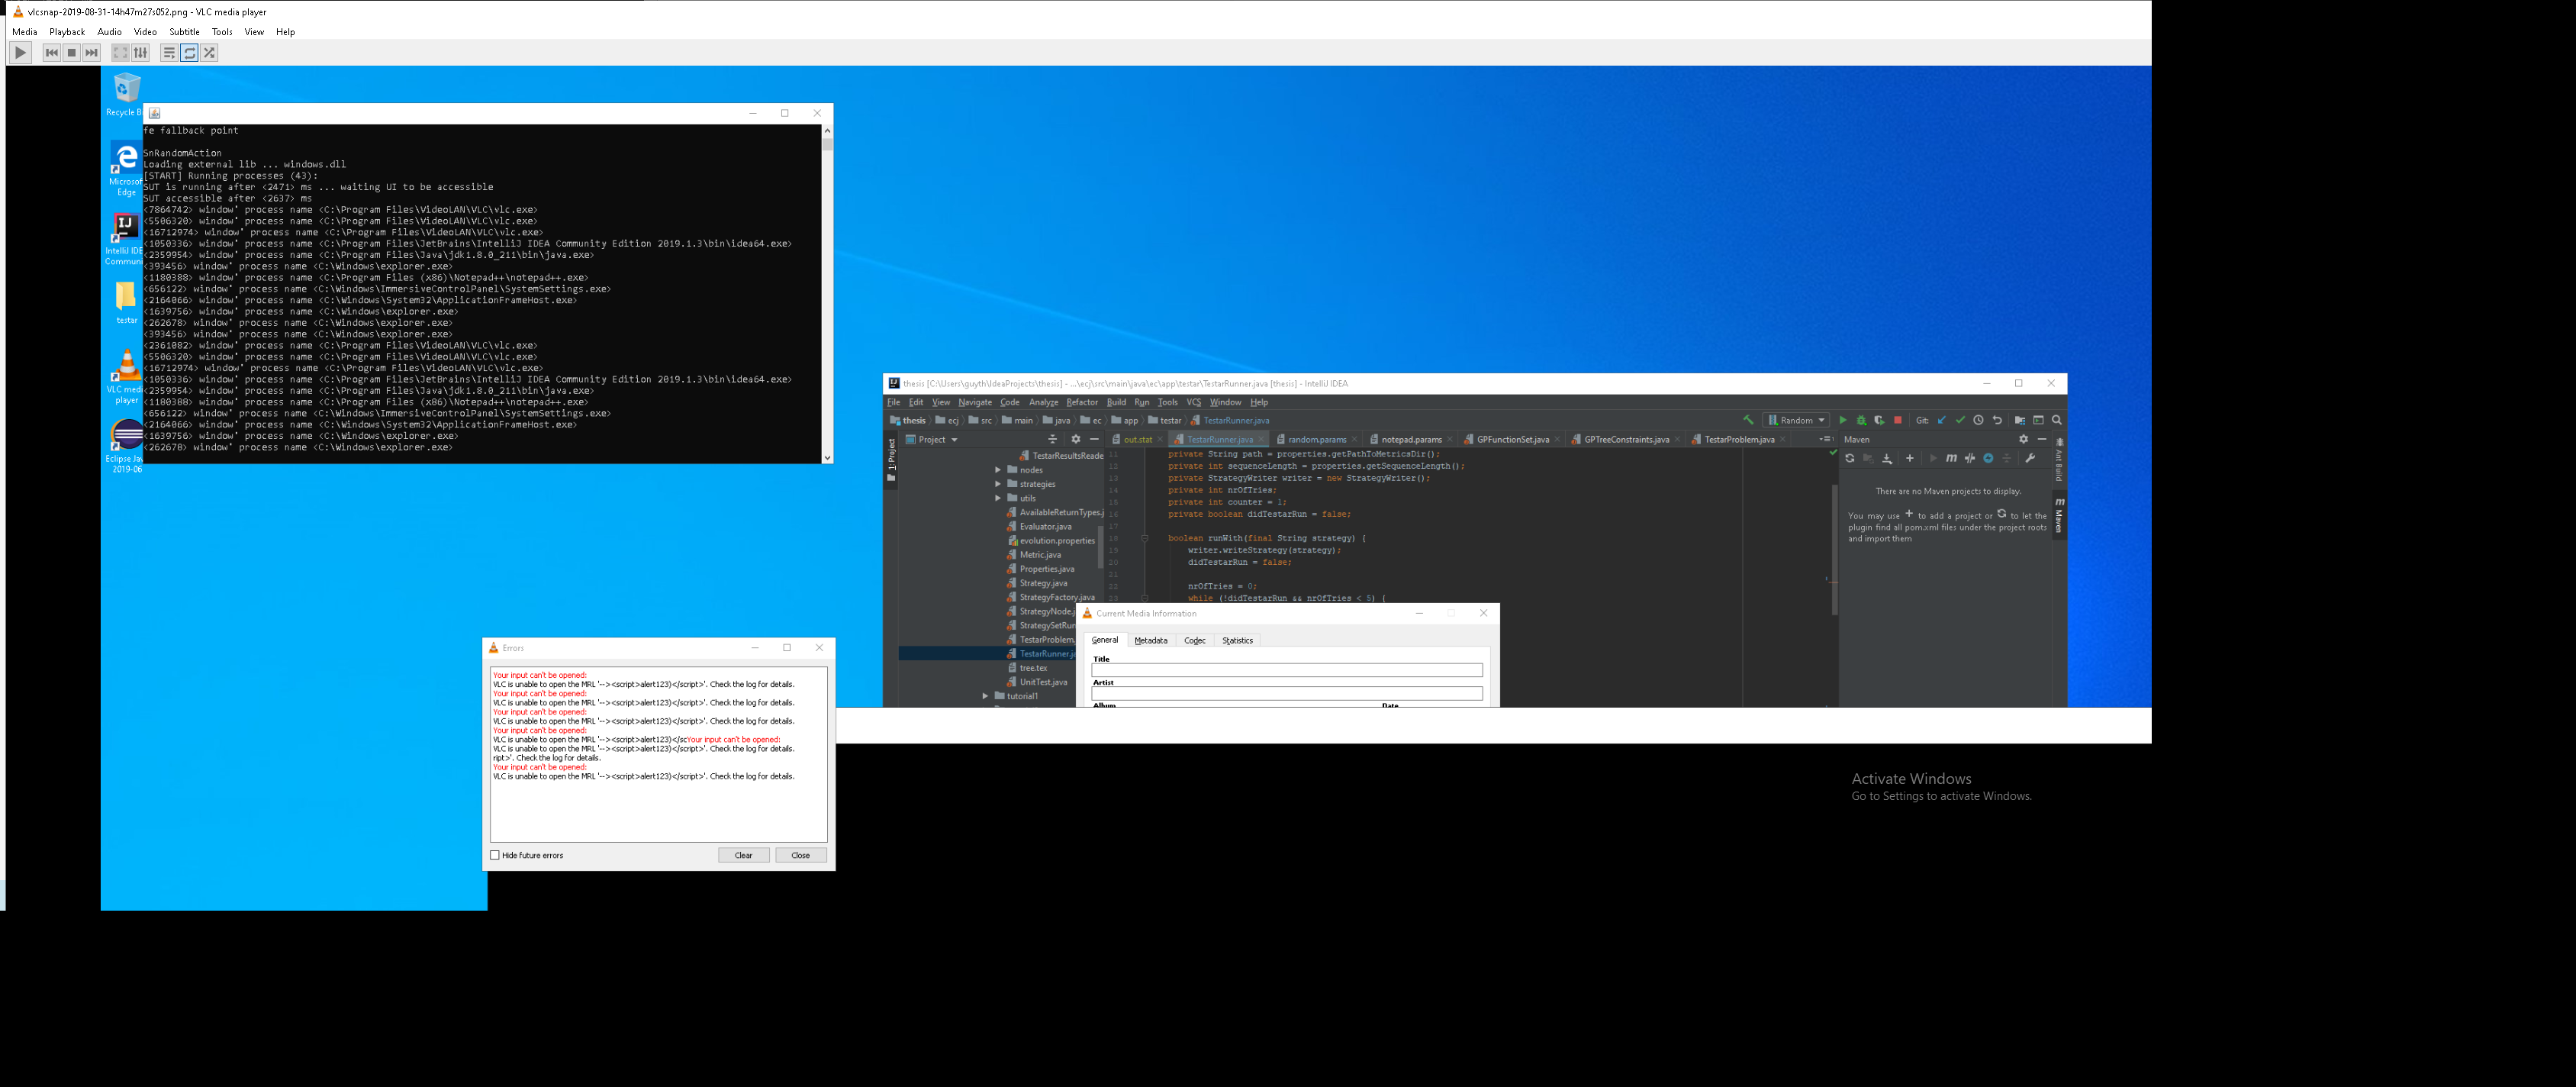 vlcsnap-2019-08-31-14h47m27s052.png - VLC media player
Media Playback Audio Video Subtitle Tools View Help
Recycle B
Microsof
Edge
IntelliJ IDE
Commun
testar
VLC medi
player
Eclipse Jav
2019-06
fe fallback point
SnRandomAction
Loading external lib ... windows.dll
[START] Running processes (43):
SUT is running after <2471> ms ... waiting UI to be accessible
SUT accessible after <2637> ms
<7864742> window' process name <C:\Program Files\VideoLAN\VLC\vlc.exe>
<5506320> window' process name <C:\Program Files\VideoLAN\VLC\vlc.exe>
<16712974> window' process name <C:\Program Files\VideoLAN\VLC\vlc.exe>
<1050336> window' process name <C:\Program Files\JetBrains\IntelliJ IDEA Community Edition 2019.1.3\bin\idea64.exe>
<2359954> window' process name <C:\Program Files\Java\jdk1.8.0_211\bin\java.exe>
<393456> window' process name <C:\Windows\explorer.exe>
<1180388> window' process name <C:\Program Files (x86)\Notepad++\notepad++.exe>
<656122> window' process name <C:\Windows\ImmersiveControlPanel\SystemSettings.exe>
<2164066> window' process name <C:\Windows\System32\ApplicationFrameHost.exe>
<1639756> window' process name <C:\Windows\explorer.exe>
<262678> window' process name <C:\Windows\explorer.exe>
<393456> window' process name <C:\Windows\explorer.exe>
<2361082> window' process name <C:\Program Files\VideoLAN\VLC\vlc.exe>
<5506320> window' process name <C:\Program Files\VideoLAN\VLC\vlc.exe>
<16712974> window' process name <C:\Program Files\VideoLAN\VLC\vlc.exe>
<1050336> window' process name <C:\Program Files\JetBrains\IntelliJ IDEA Community Edition 2019.1.3\bin\idea64.exe>
<2359954> window' process name <C:\Program Files\Java\jdk1.8.0_211\bin\java.exe>
<1180388> window' process name <C:\Program Files (x86)\Notepad++\notepad++.exe>
<656122> window' process name <C:\Windows\ImmersiveControlPanel\SystemSettings.exe>
<2164066> window' process name <C:\Windows\System32\ApplicationFrameHost.exe>
<1639756> window' process name <C:\Windows\explorer.exe>
<262678> window' process name <C:\Windows\explorer.exe>
thesis [C:\Users\guyth\IdeaProjects\thesis] - ...\ecj\src\main\java\ec\app\testar\TestarRunner.java [thesis] - IntelliJ IDEA
File Edit View Navigate Code Analyze Refactor Build Run Tools VCS Window Help
thesis ecj src main java ec app testar TestarRunner.java
Random Git:
1: Project
Project
out.stat TestarRunner.java random.params notepad.params GPFunctionSet.java GPTreeConstraints.java TestarProblem.java
TestarResultsReade
nodes
strategies
utils
AvailableReturnTypes.j
Evaluator.java
evolution.properties
Metric.java
Properties.java
Strategy.java
StrategyFactory.java
StrategyNode.j
StrategySetRun
TestarProblem.
TestarRunner.ja
tree.tex
UnitTest.java
tutorial1
11 private String path = properties.getPathToMetricsDir();
12 private int sequenceLength = properties.getSequenceLength();
13 private StrategyWriter writer = new StrategyWriter();
14 private int nrOfTries;
15 private int counter = 1;
16 private boolean didTestarRun = false;
17
18 boolean runWith(final String strategy) {
19 writer.writeStrategy(strategy);
20 didTestarRun = false;
21
22 nrOfTries = 0;
23 while (!didTestarRun && nrOfTries < 5) {
Maven
There are no Maven projects to display.
You may use + to add a project or to let the
plugin find all pom.xml files under the project roots
and import them
Ant Build
Maven
Current Media Information
General Metadata Codec Statistics
Title
Artist
Album Date
Errors
Your input can't be opened:
VLC is unable to open the MRL '--><script>alert123)</script>'. Check the log for details.
Your input can't be opened:
VLC is unable to open the MRL '--><script>alert123)</script>'. Check the log for details.
Your input can't be opened:
VLC is unable to open the MRL '--><script>alert123)</script>'. Check the log for details.
Your input can't be opened:
VLC is unable to open the MRL '--><script>alert123)</scYour input can't be opened:
VLC is unable to open the MRL '--><script>alert123)</script>'. Check the log for details.
ript>'. Check the log for details.
Your input can't be opened:
VLC is unable to open the MRL '--><script>alert123)</script>'. Check the log for details.
Hide future errors Clear Close
Activate Windows
Go to Settings to activate Windows.